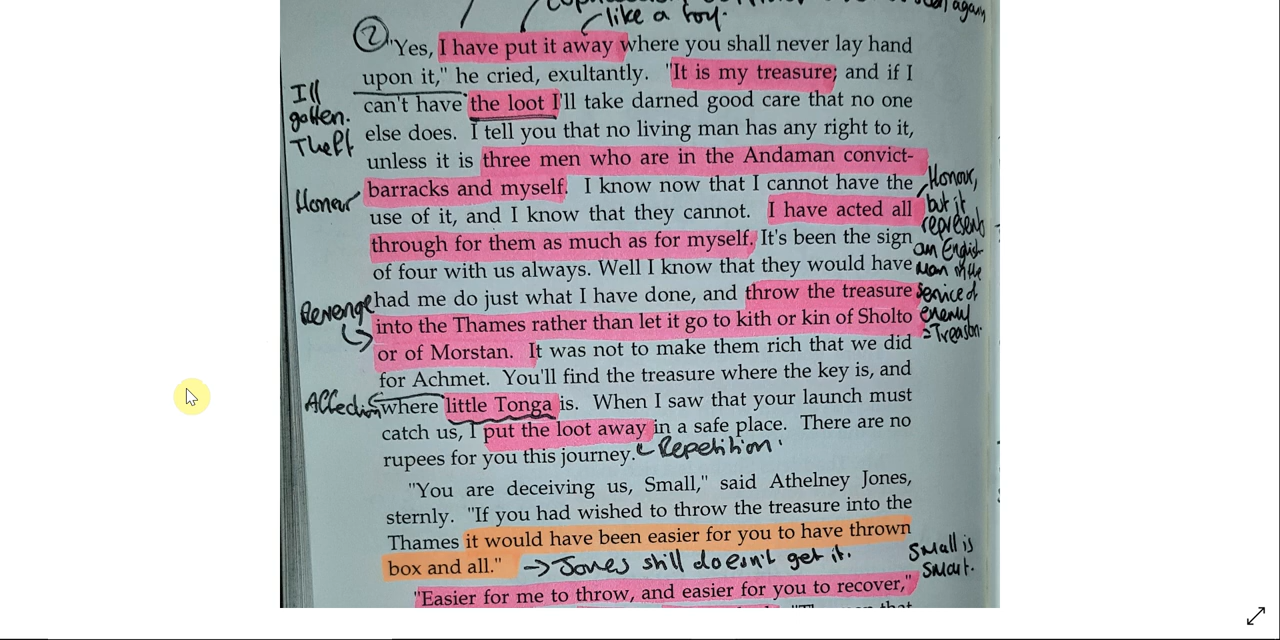 again
like a toy.
②
"Yes, I have put it away where you shall never lay hand
upon it," he cried, exultantly. "It is my treasure; and if I
can't have the loot I'll take darned good care that no one
else does. I tell you that no living man has any right to it,
unless it is three men who are in the Andaman convict-
barracks and myself. I know now that I cannot have the
use of it, and I know that they cannot. I have acted all
through for them as much as for myself. It's been the sign
of four with us always. Well I know that they would have
had me do just what I have done, and throw the treasure
into the Thames rather than let it go to kith or kin of Sholto
or of Morstan. It was not to make them rich that we did
for Achmet. You'll find the treasure where the key is, and
where little Tonga is. When I saw that your launch must
catch us, I put the loot away in a safe place. There are no
rupees for you this journey.
Ill
gotten.
Theft
Honour
Revenge
Affection
Honour,
but it
represents
an English
man in the
service of
enemy
=Treason.
Repetition.
"You are deceiving us, Small," said Athelney Jones,
sternly. "If you had wished to throw the treasure into the
Thames it would have been easier for you to have thrown
box and all."
→ Jones still doesn't get it.
Small is
smart.
"Easier for me to throw, and easier for you to recover,"
that